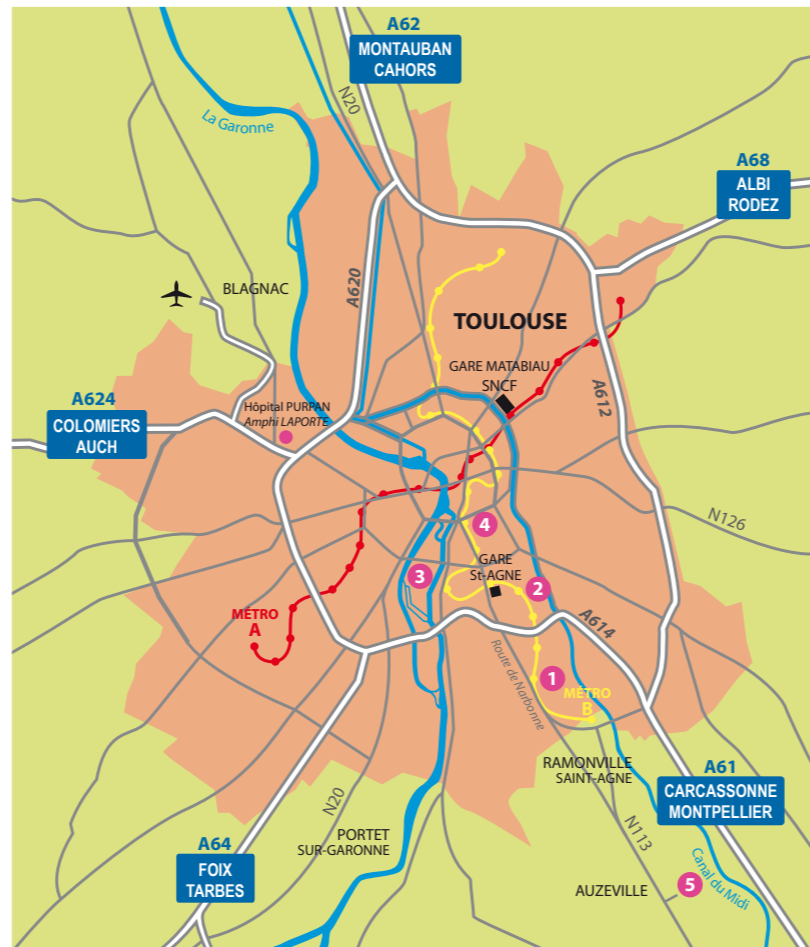 A62
MONTAUBAN
CAHORS
N20
La Garonne
A68
ALBI
RODEZ
BLAGNAC
A620
TOULOUSE
GARE MATABIAU
SNCF
A612
A624
COLOMIERS
AUCH
Hôpital PURPAN
Amphi LAPORTE
N126
4
GARE
St-AGNE
3
2
MÉTRO
A
A614
Route de Narbonne
1
MÉTRO
B
RAMONVILLE
SAINT-AGNE
A61
CARCASSONNE
MONTPELLIER
N20
PORTET
SUR-GARONNE
N113
A64
FOIX
TARBES
AUZEVILLE
5
Canal du Midi